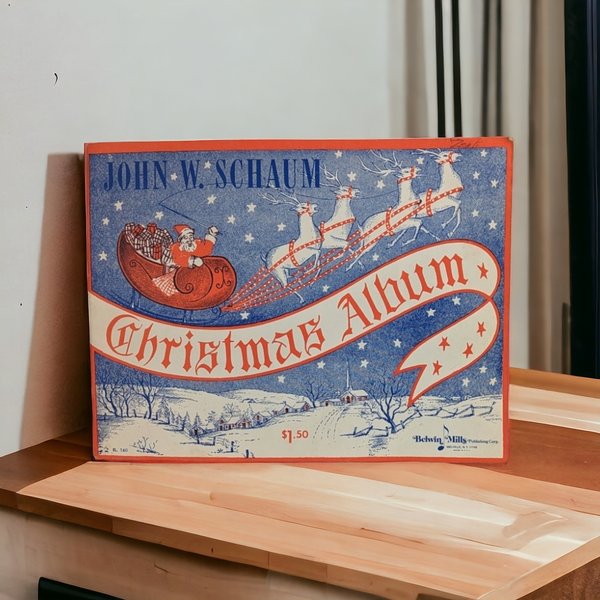 JOHN W. SCHAUM
Christmas Album
$1.50
Belwin Mills Publishing Corp.